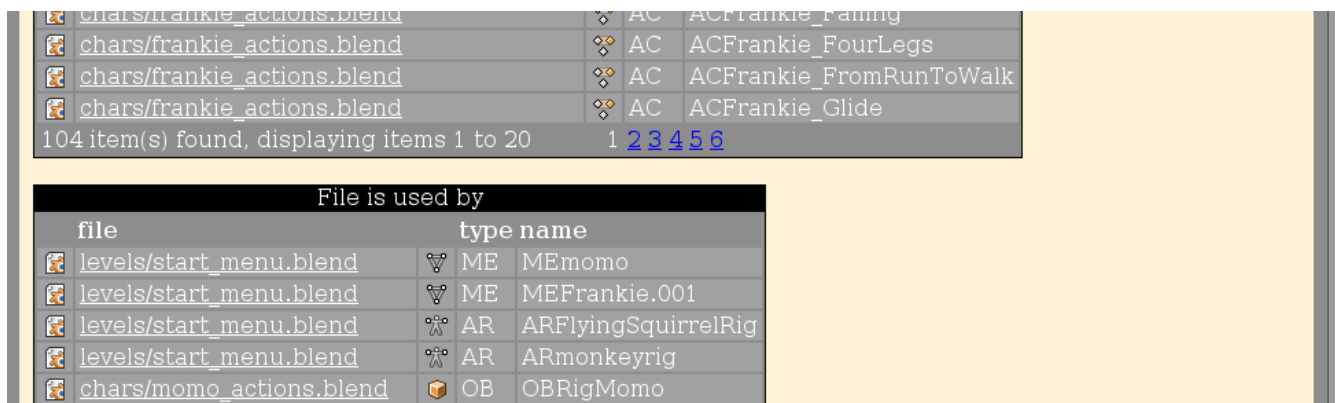 chars/frankie_actions.blend AC ACFrankie_Falling
chars/frankie_actions.blend AC ACFrankie_FourLegs
chars/frankie_actions.blend AC ACFrankie_FromRunToWalk
chars/frankie_actions.blend AC ACFrankie_Glide
104 item(s) found, displaying items 1 to 20 1 2 3 4 5 6
File is used by
file type name
levels/start_menu.blend ME MEmomo
levels/start_menu.blend ME MEFrankie.001
levels/start_menu.blend AR ARFlyingSquirrelRig
levels/start_menu.blend AR ARmonkeyrig
chars/momo_actions.blend OB OBRigMomo